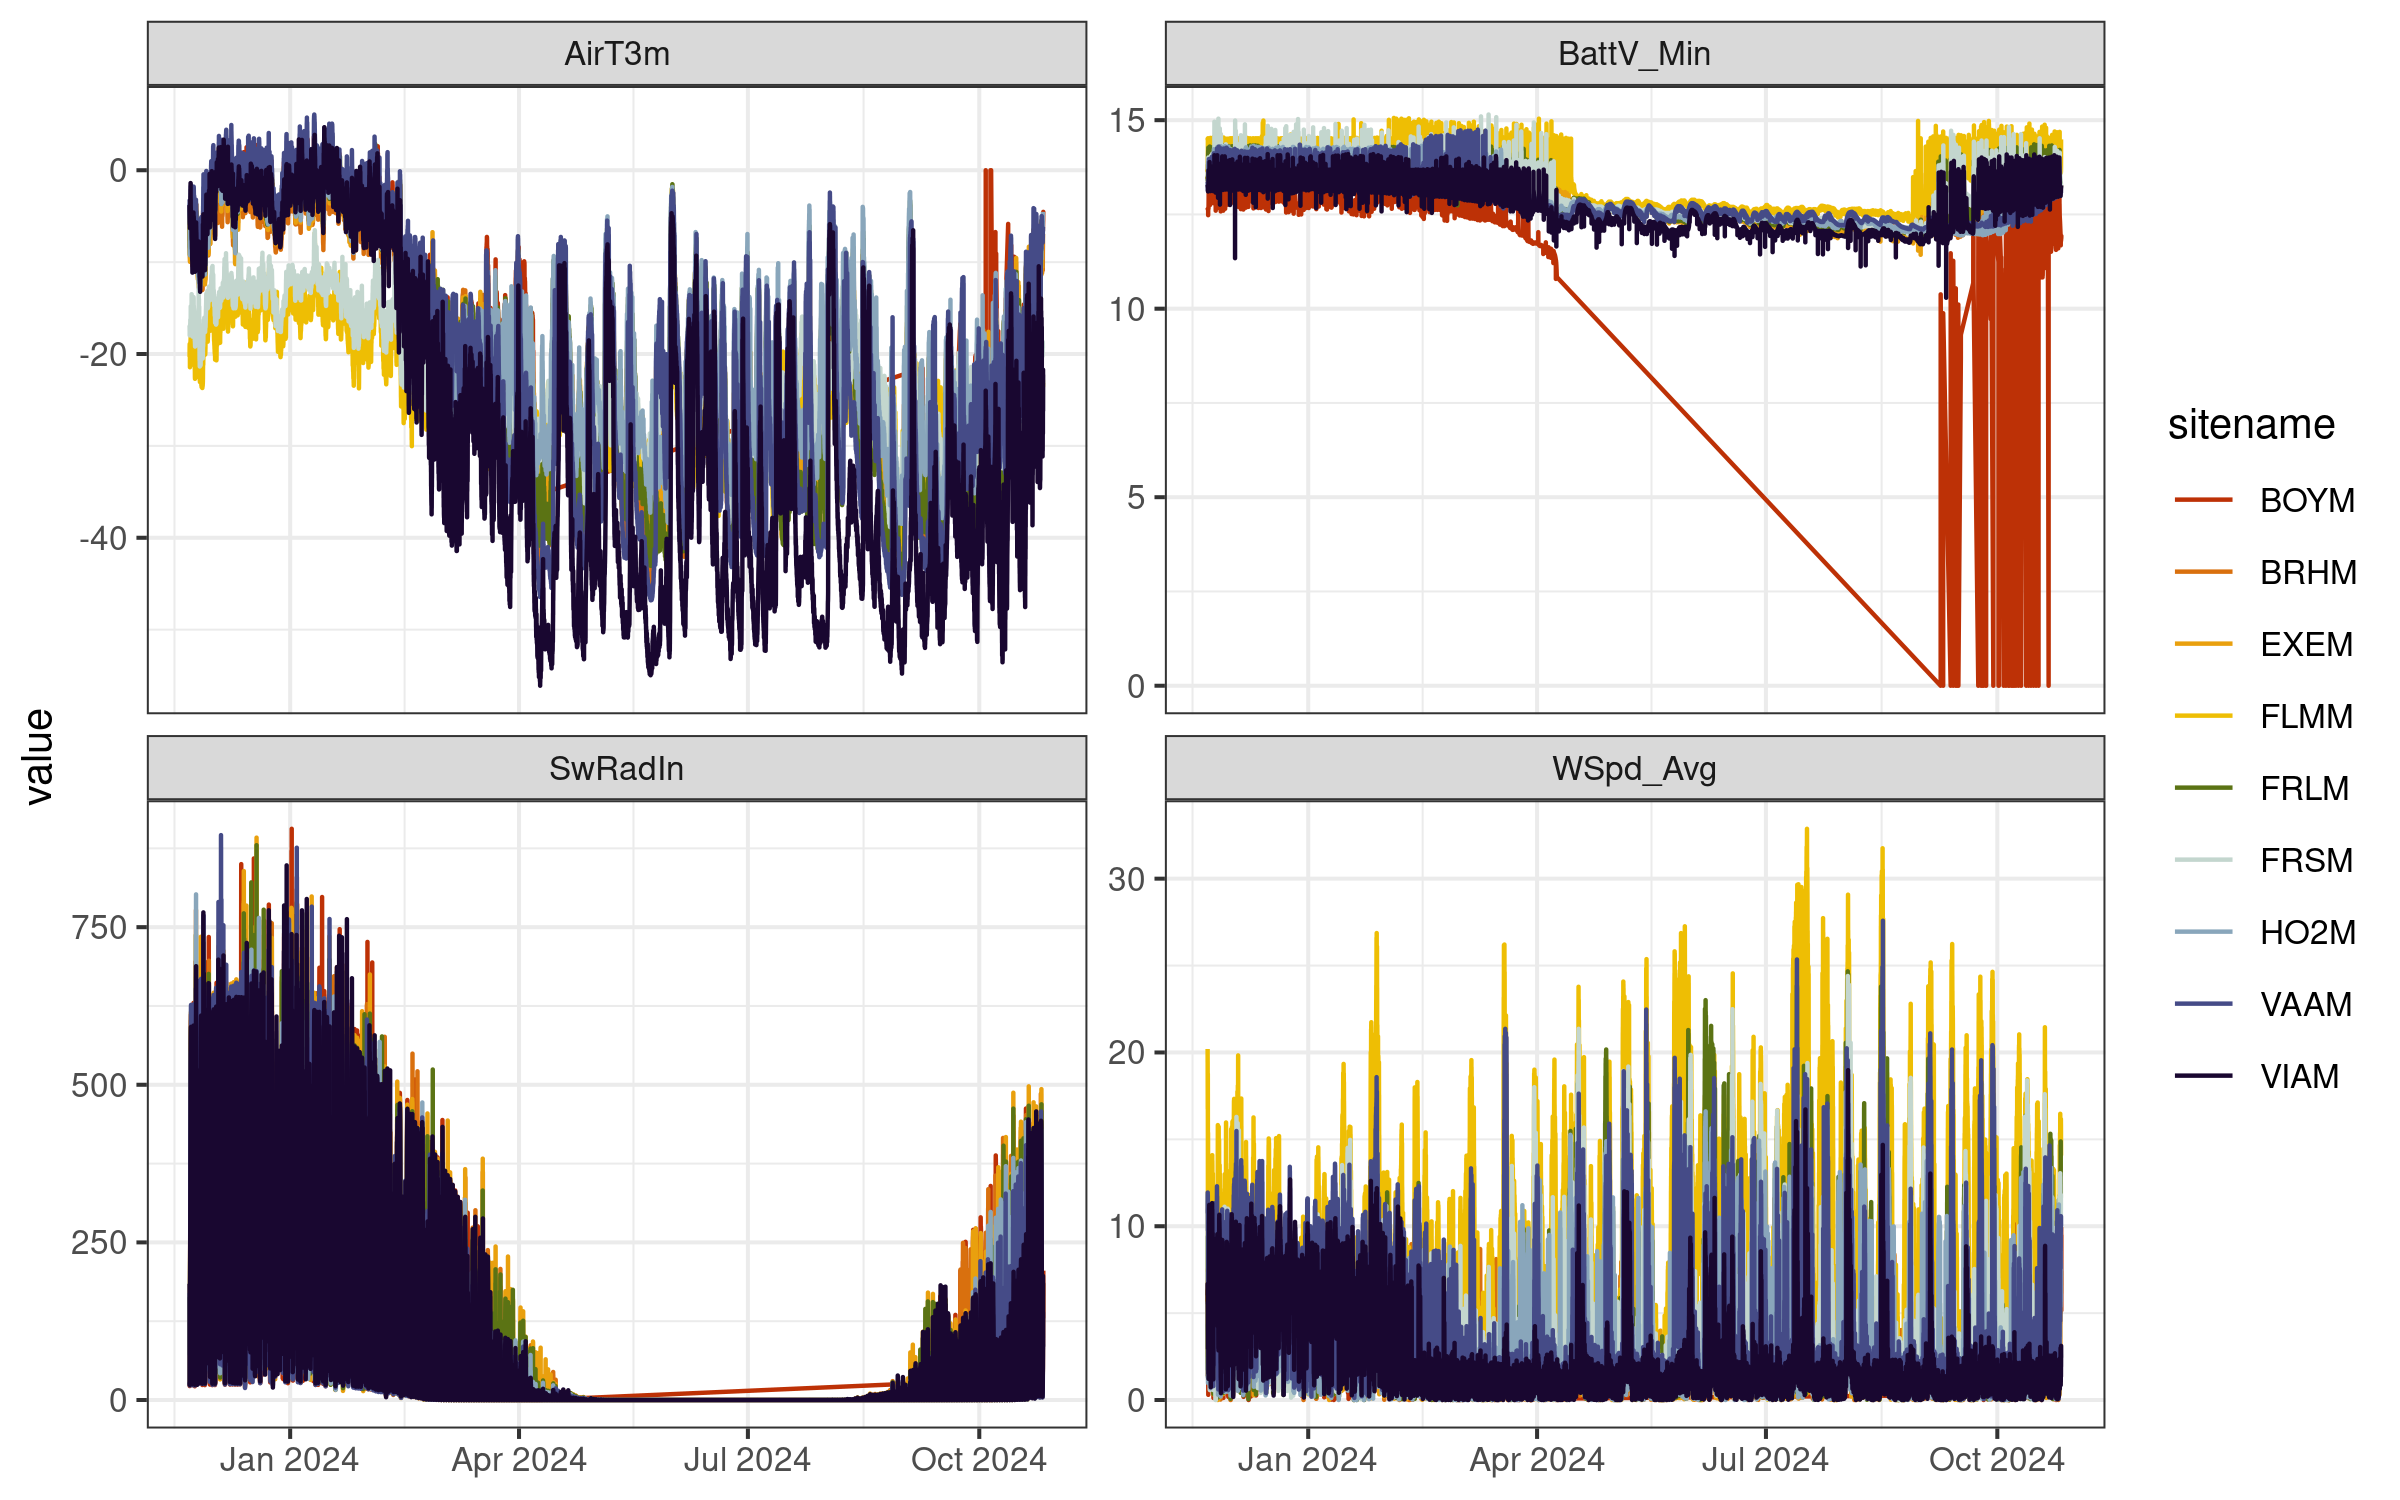 AirT3m
BattV_Min
0
-20
-40
15
10
5
0
value
SwRadIn
WSpd_Avg
750
500
250
0
30
20
10
0
Jan 2024
Apr 2024
Jul 2024
Oct 2024
Jan 2024
Apr 2024
Jul 2024
Oct 2024
sitename
BOYM
BRHM
EXEM
FLMM
FRLM
FRSM
HO2M
VAAM
VIAM